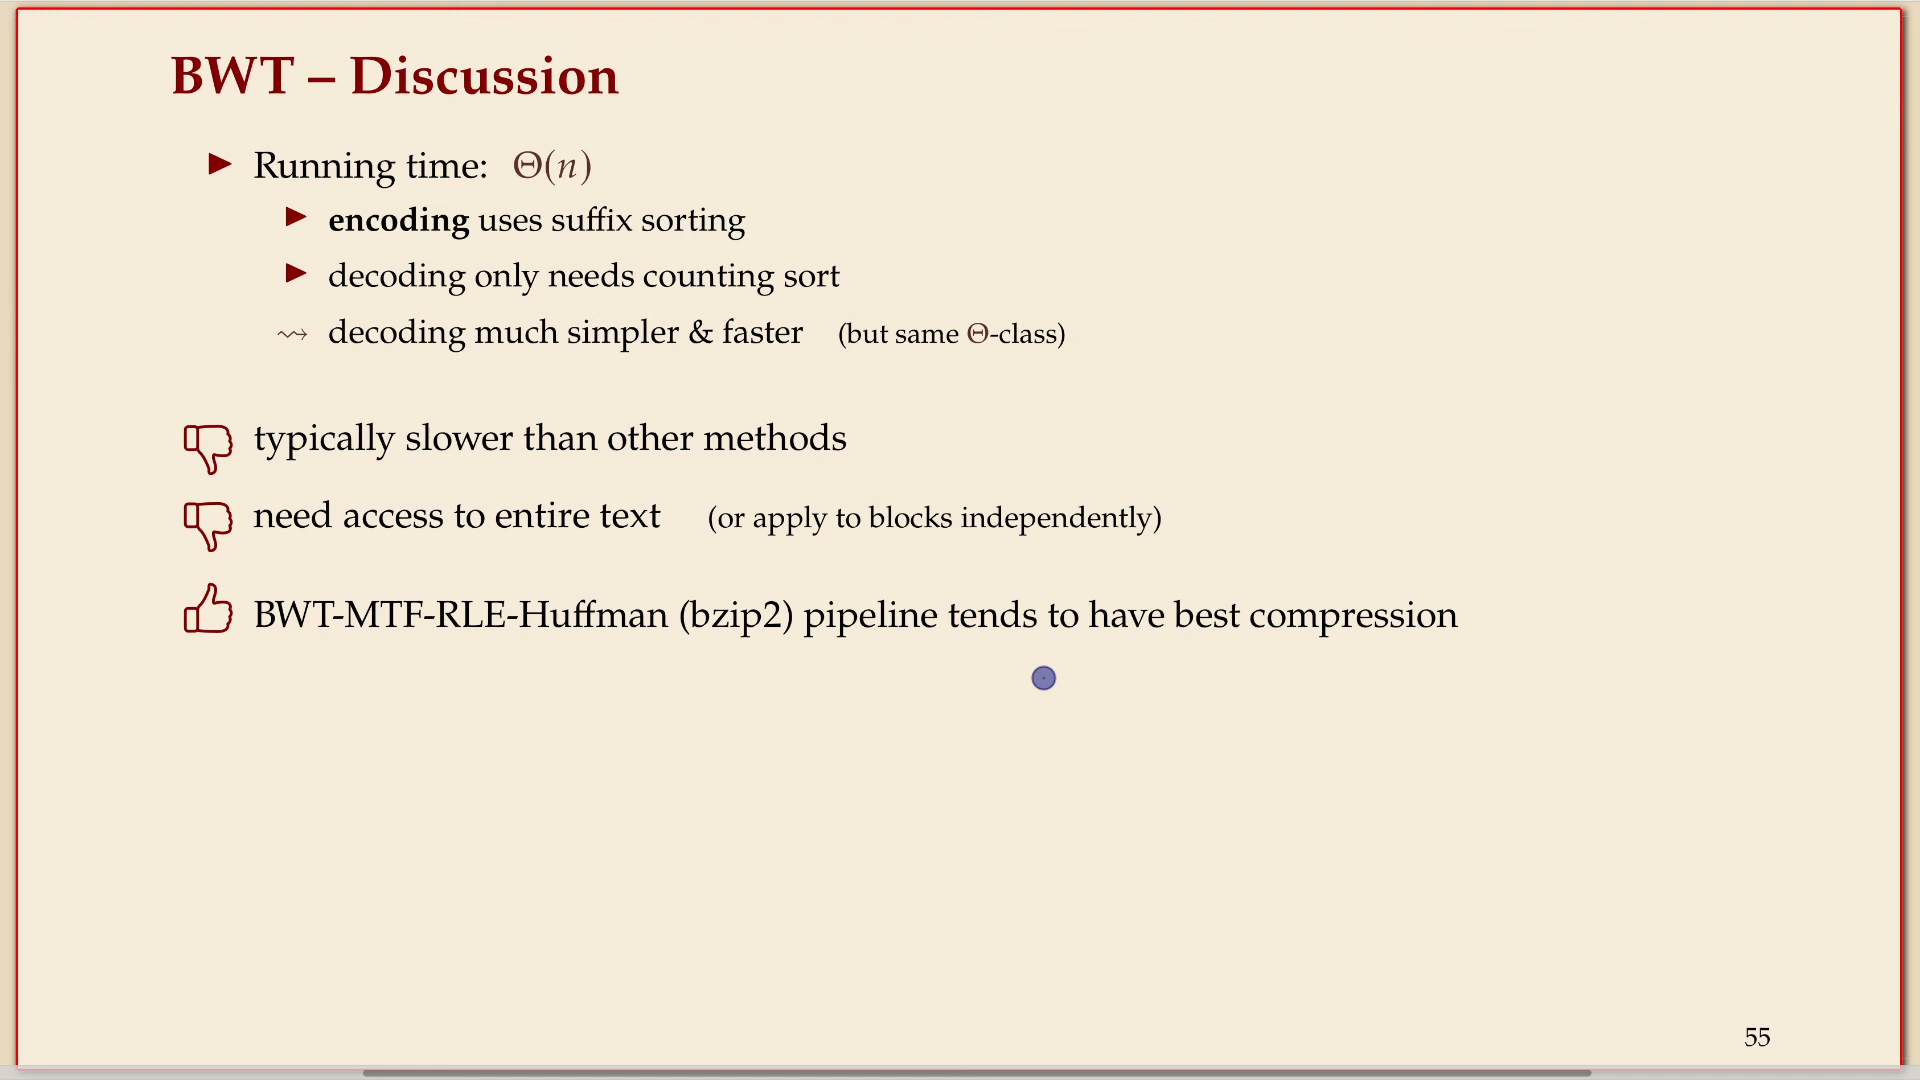 BWT – Discussion
▶ Running time: Θ(n)
▶ encoding uses suffix sorting
▶ decoding only needs counting sort
⇝ decoding much simpler & faster (but same Θ-class)
typically slower than other methods
need access to entire text (or apply to blocks independently)
BWT-MTF-RLE-Huffman (bzip2) pipeline tends to have best compression
55